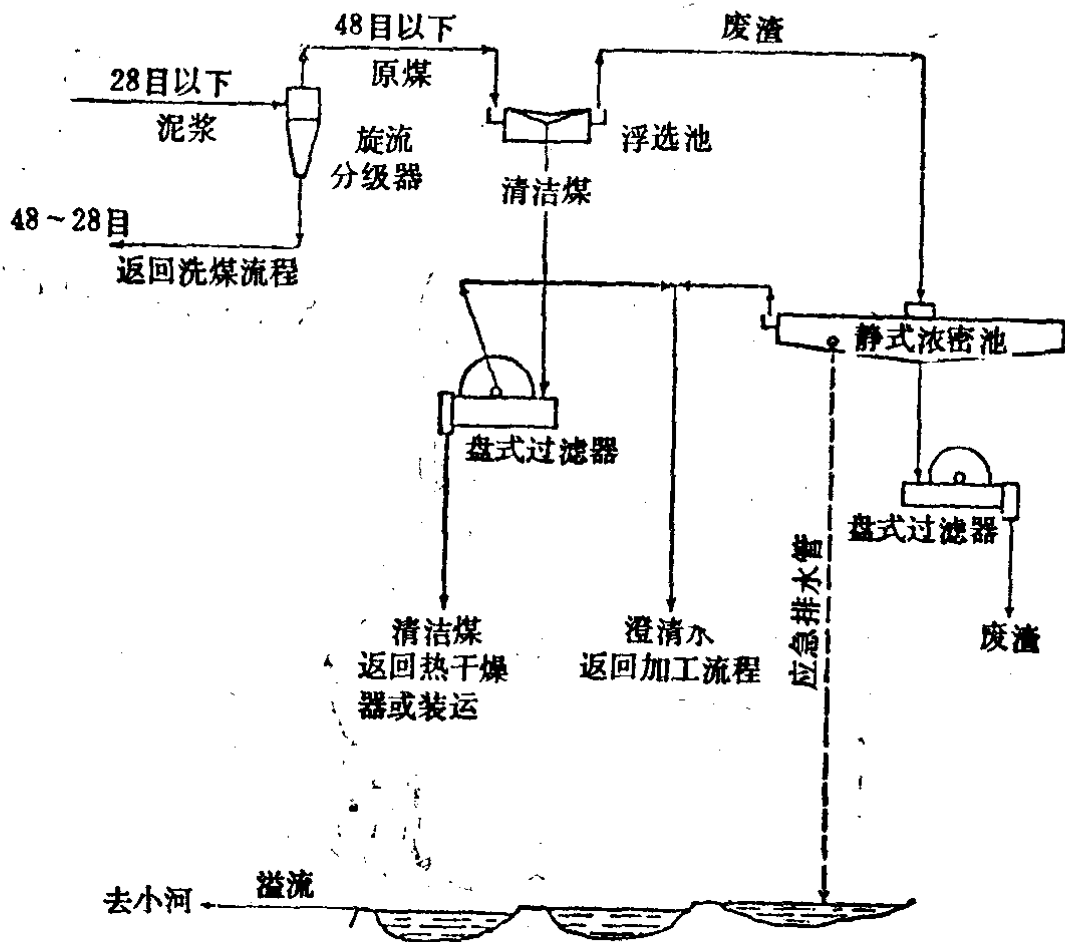 48目以下
原煤
废渣
28目以下
泥浆
旋流
分级器
浮选池
清洁煤
48～28目
返回洗煤流程
静式浓密池
盘式过滤器
盘式过滤器
应急排水管
清洁煤
返回热干燥
器或装运
澄清水
返回加工流程
废渣
去小河
溢流